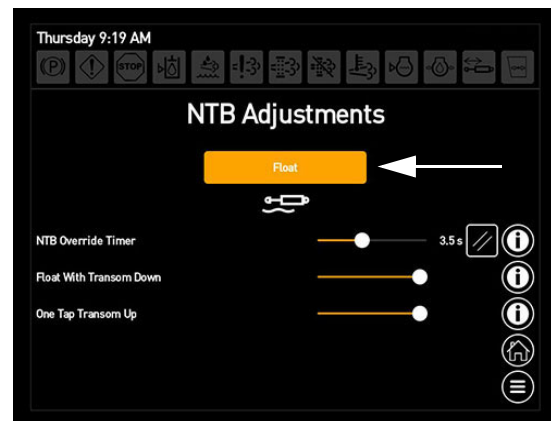 Thursday 9:19 AM
(P) STOP
NTB Adjustments
Float
NTB Override Timer 3.5 s
Float With Transom Down
One Tap Transom Up